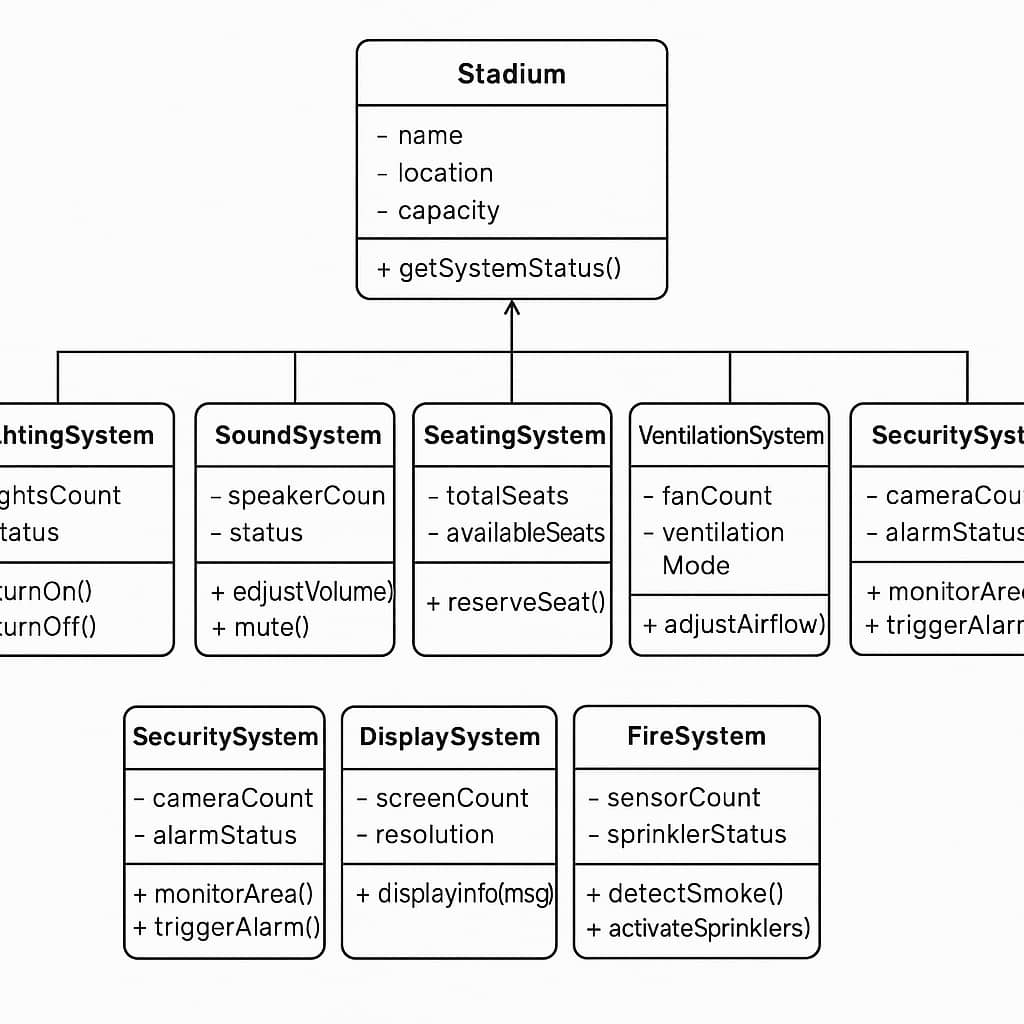 Stadium
- name
- location
- capacity
+ getSystemStatus()
htingSystem
ghtsCount
tatus
turnOn()
turnOff()
SoundSystem
- speakerCoun
- status
+ edjustVolume)
+ mute()
SeatingSystem
- totalSeats
- availableSeats
+ reserveSeat()
VentilationSystem
- fanCount
- ventilation
Mode
+ adjustAirflow)
SecuritySyst
- cameraCou
- alarmStatus
+ monitorArea
+ triggerAlarm
SecuritySystem
- cameraCount
- alarmStatus
+ monitorArea()
+ triggerAlarm()
DisplaySystem
- screenCount
- resolution
+ displayinfo(msg)
FireSystem
- sensorCount
- sprinklerStatus
+ detectSmoke()
+ activateSprinklers)